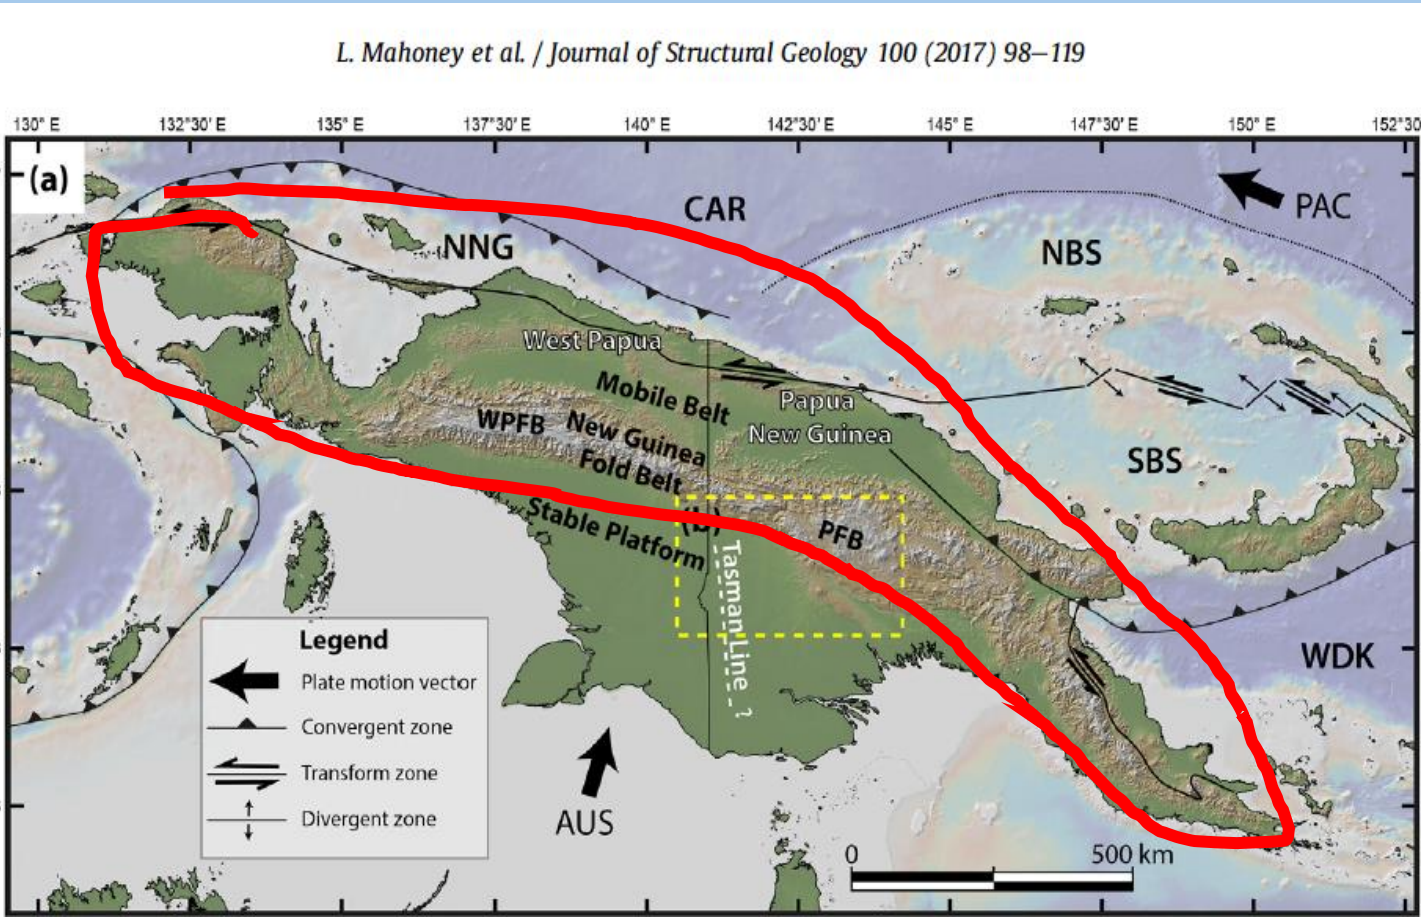 L. Mahoney et al. / Journal of Structural Geology 100 (2017) 98–119
130° E 132°30' E 135° E 137°30' E 140° E 142°30' E 145° E 147°30' E 150° E 152°30
(a)
CAR
PAC
NNG
NBS
West Papua
Mobile Belt
Papua
New Guinea
WPFB
New Guinea
Fold Belt
SBS
(b)
PFB
Stable Platform
Tasman Line ?
WDK
AUS
Legend
Plate motion vector
Convergent zone
Transform zone
Divergent zone
0 500 km